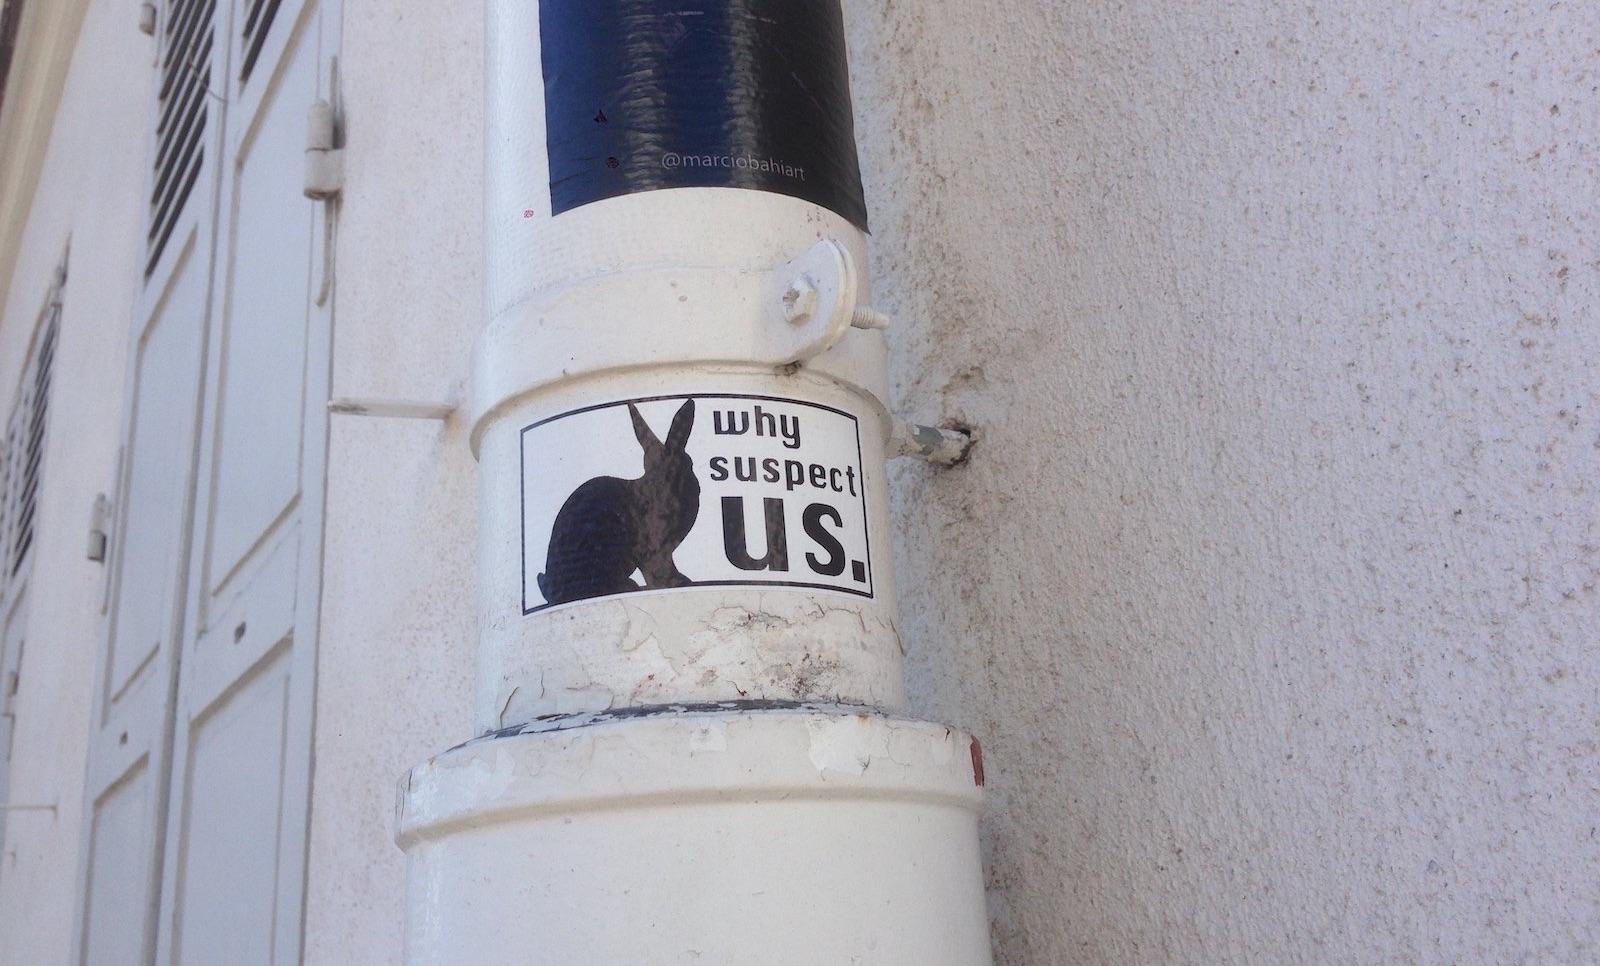 @marciobahiart
why
suspect
us.